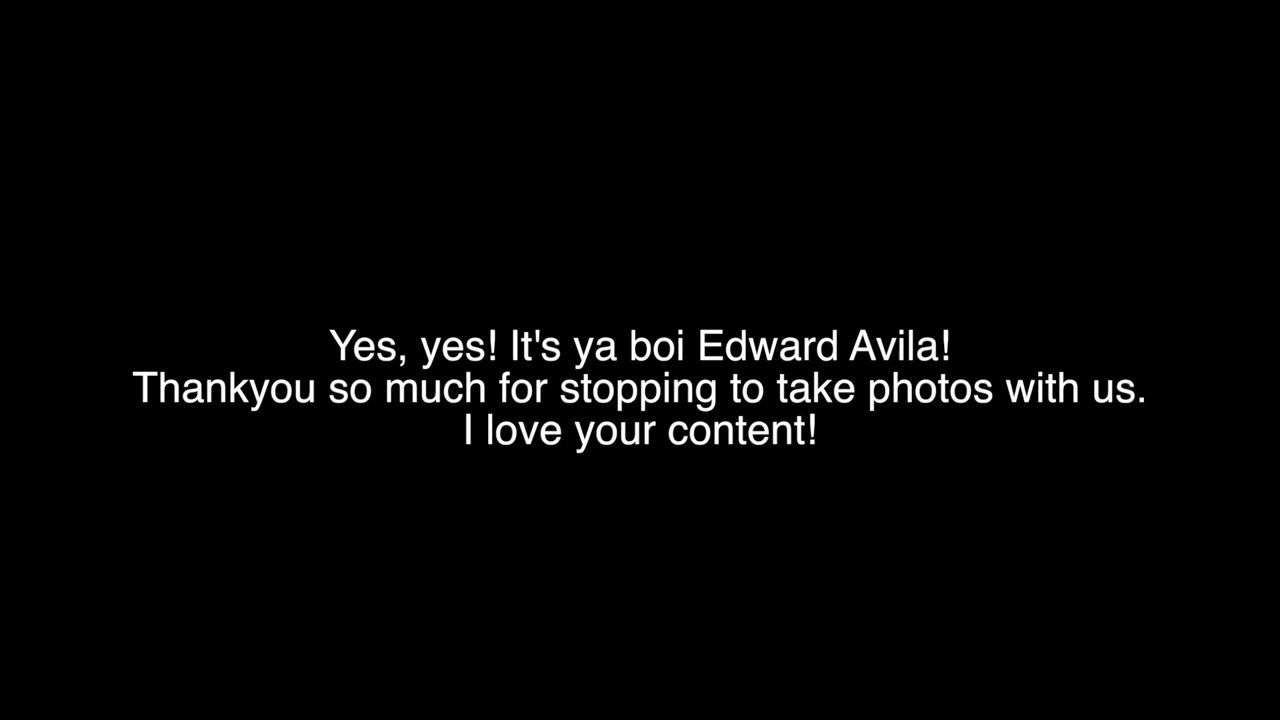 Yes, yes! It's ya boi Edward Avila!
Thankyou so much for stopping to take photos with us.
I love your content!